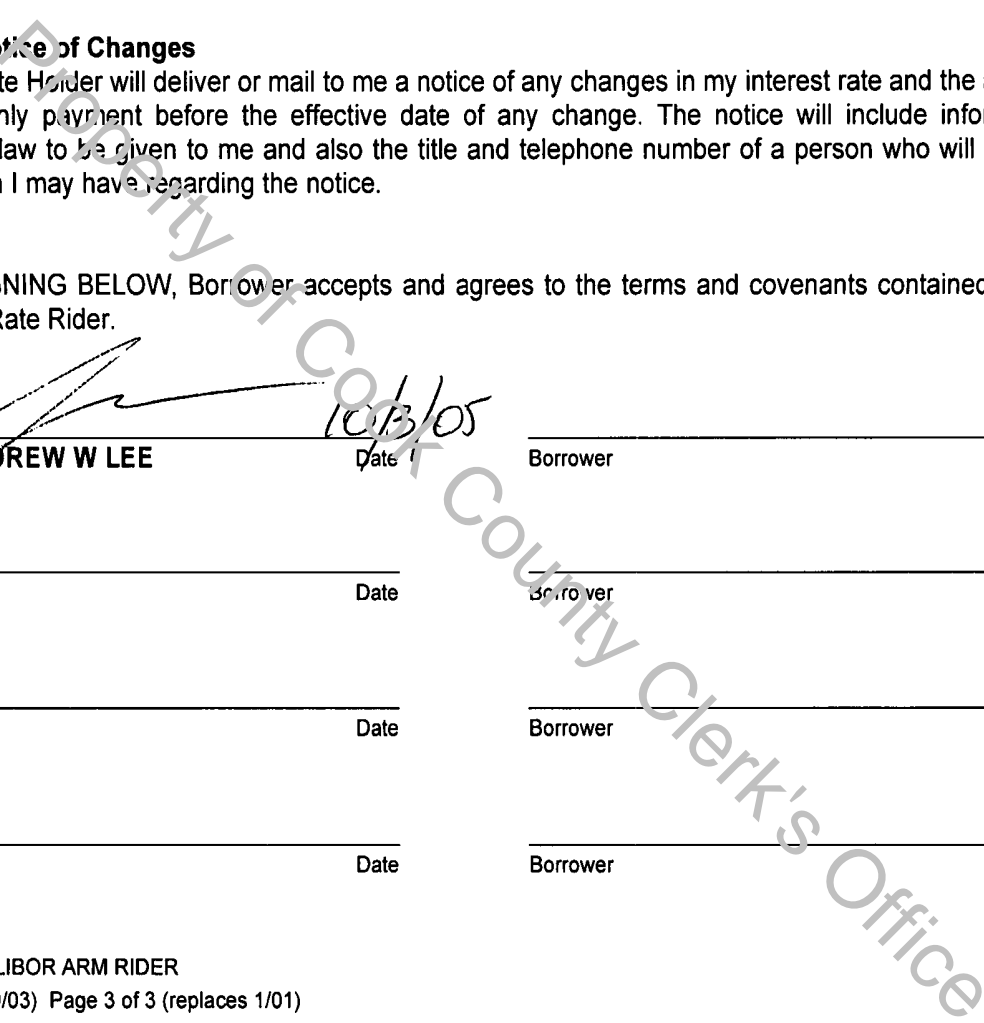 tice of Changes
te Holder will deliver or mail to me a notice of any changes in my interest rate and the
nly payment before the effective date of any change. The notice will include info
law to be given to me and also the title and telephone number of a person who will
I may have regarding the notice.
NING BELOW, Borrower accepts and agrees to the terms and covenants contained
Rate Rider.
10/3/05
DREW W LEE Date Borrower
Date Borrower
Date Borrower
Date Borrower
LIBOR ARM RIDER
/03) Page 3 of 3 (replaces 1/01)
Property of Cook County Clerk's Office